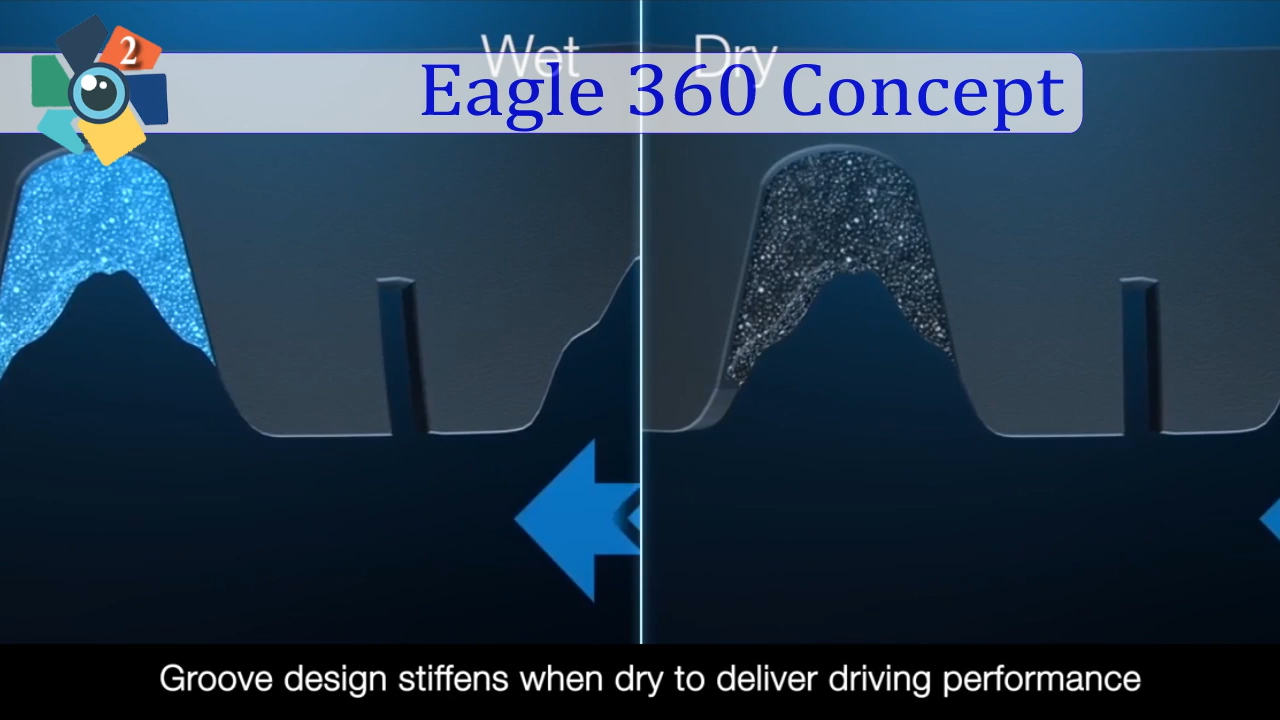 Wet
Dry
2
Eagle 360 Concept
Groove design stiffens when dry to deliver driving performance